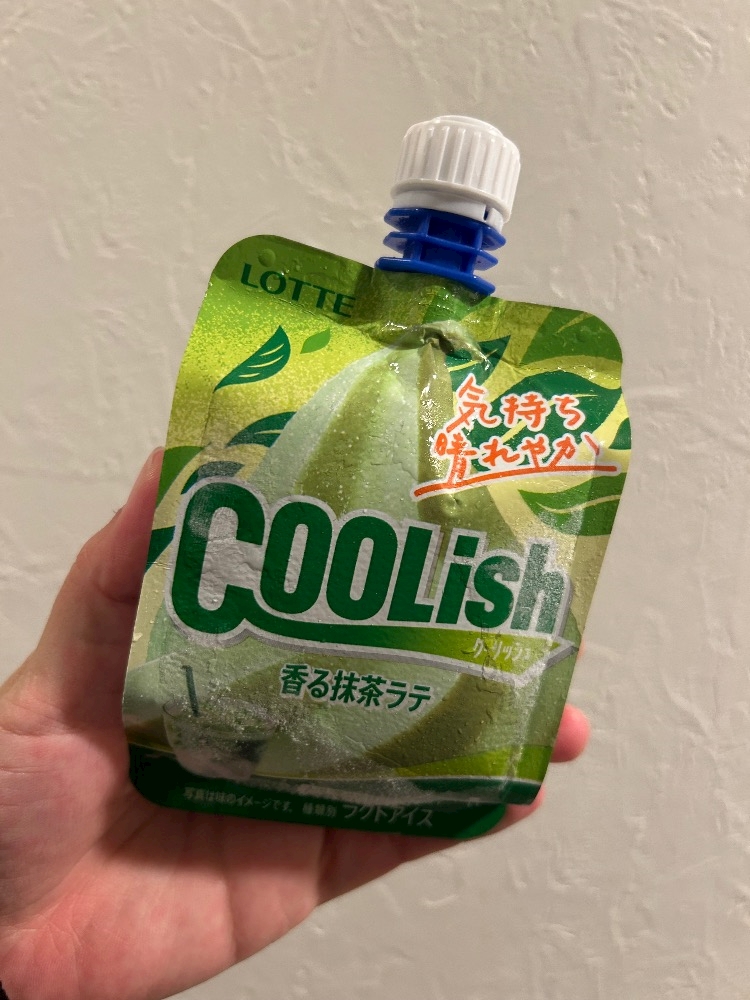 LOTTE
気持ち
晴れやか
COOLish
クーリッシュ
香る抹茶ラテ
写真は味のイメージです。 種類別 ラクトアイス